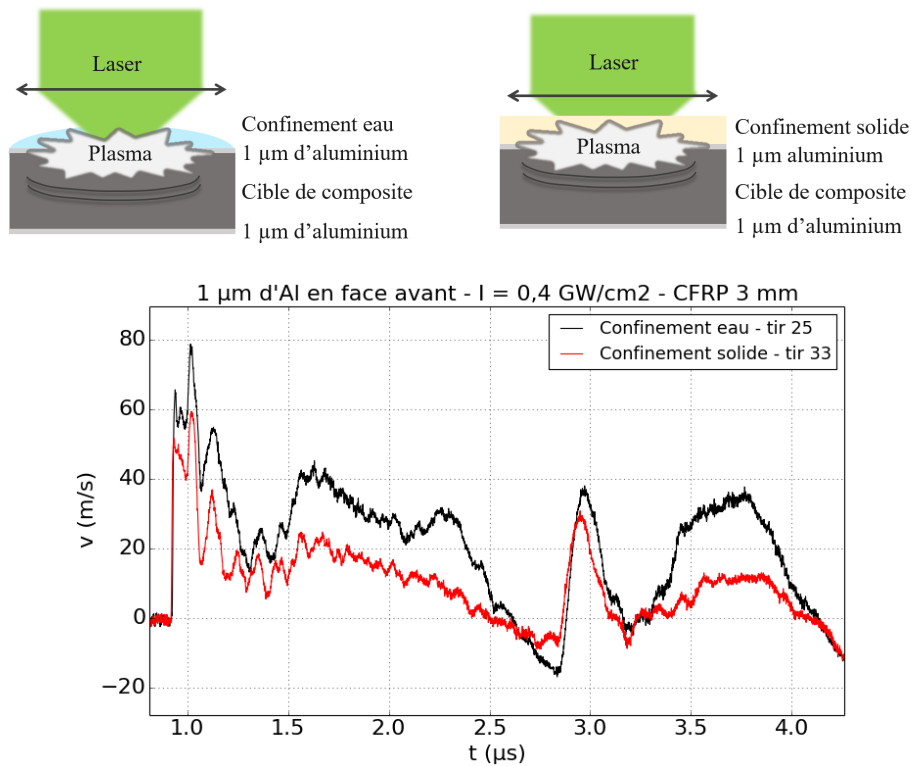 Laser
Plasma
Confinement eau
1 µm d’aluminium
Cible de composite
1 µm d’aluminium
Laser
Plasma
Confinement solide
1 µm aluminium
Cible de composite
1 µm d’aluminium
1 µm d'Al en face avant - I = 0,4 GW/cm2 - CFRP 3 mm
Confinement eau - tir 25
Confinement solide - tir 33
v (m/s)
80
60
40
20
0
−20
1.0 1.5 2.0 2.5 3.0 3.5 4.0
t (µs)